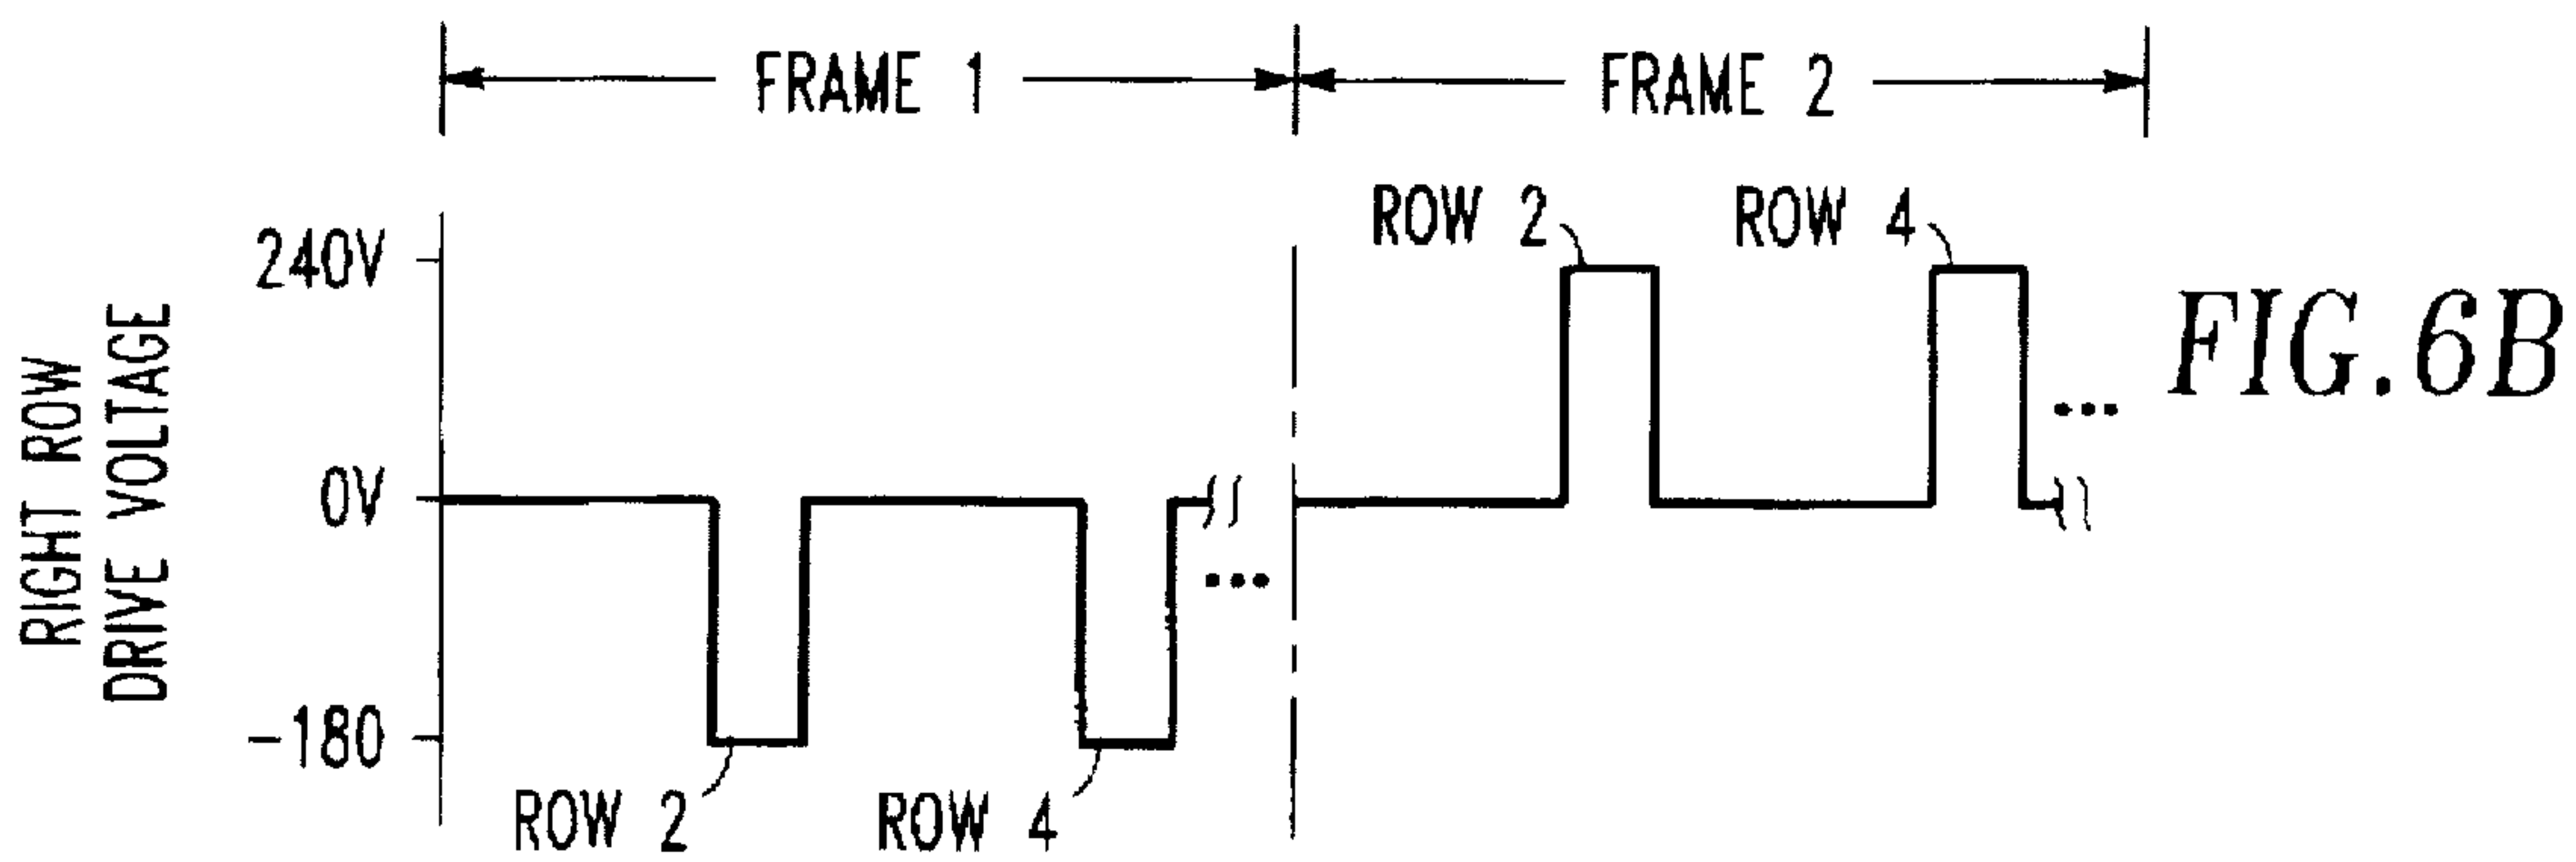 FRAME 1
FRAME 2
ROW 2
ROW 4
240V
0V
-180
RIGHT ROW
DRIVE VOLTAGE
...
...
ROW 2
ROW 4
FIG.6B